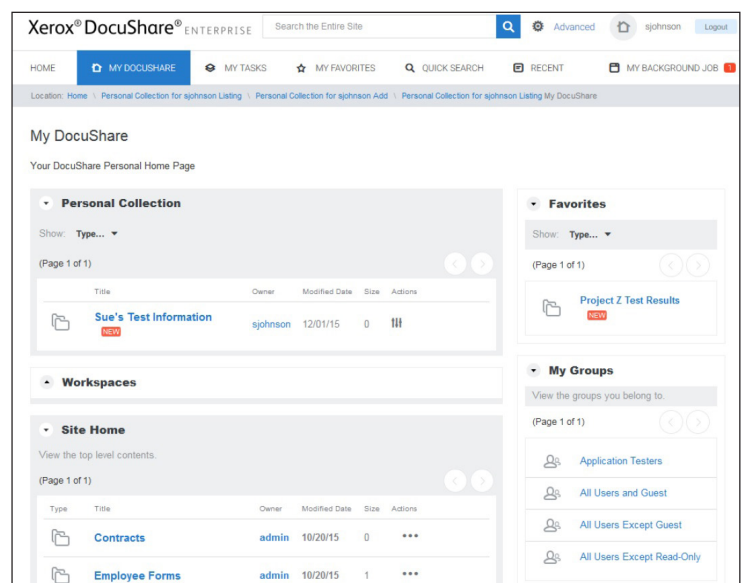 Xerox® DocuShare® ENTERPRISE
Search the Entire Site
Advanced
sjohnson
Logout
HOME
MY DOCUSHARE
MY TASKS
MY FAVORITES
QUICK SEARCH
RECENT
MY BACKGROUND JOB 1
Location: Home \ Personal Collection for sjohnson Listing \ Personal Collection for sjohnson Add \ Personal Collection for sjohnson Listing My DocuShare
My DocuShare
Your DocuShare Personal Home Page
Personal Collection
Show: Type...
(Page 1 of 1)
Title Owner Modified Date Size Actions
Sue's Test Information sjohnson 12/01/15 0
NEW
Workspaces
Site Home
View the top level contents.
(Page 1 of 1)
Type Title Owner Modified Date Size Actions
Contracts admin 10/20/15 0
Employee Forms admin 10/20/15 1
Favorites
Show: Type...
(Page 1 of 1)
Project Z Test Results
NEW
My Groups
View the groups you belong to.
(Page 1 of 1)
Application Testers
All Users and Guest
All Users Except Guest
All Users Except Read-Only